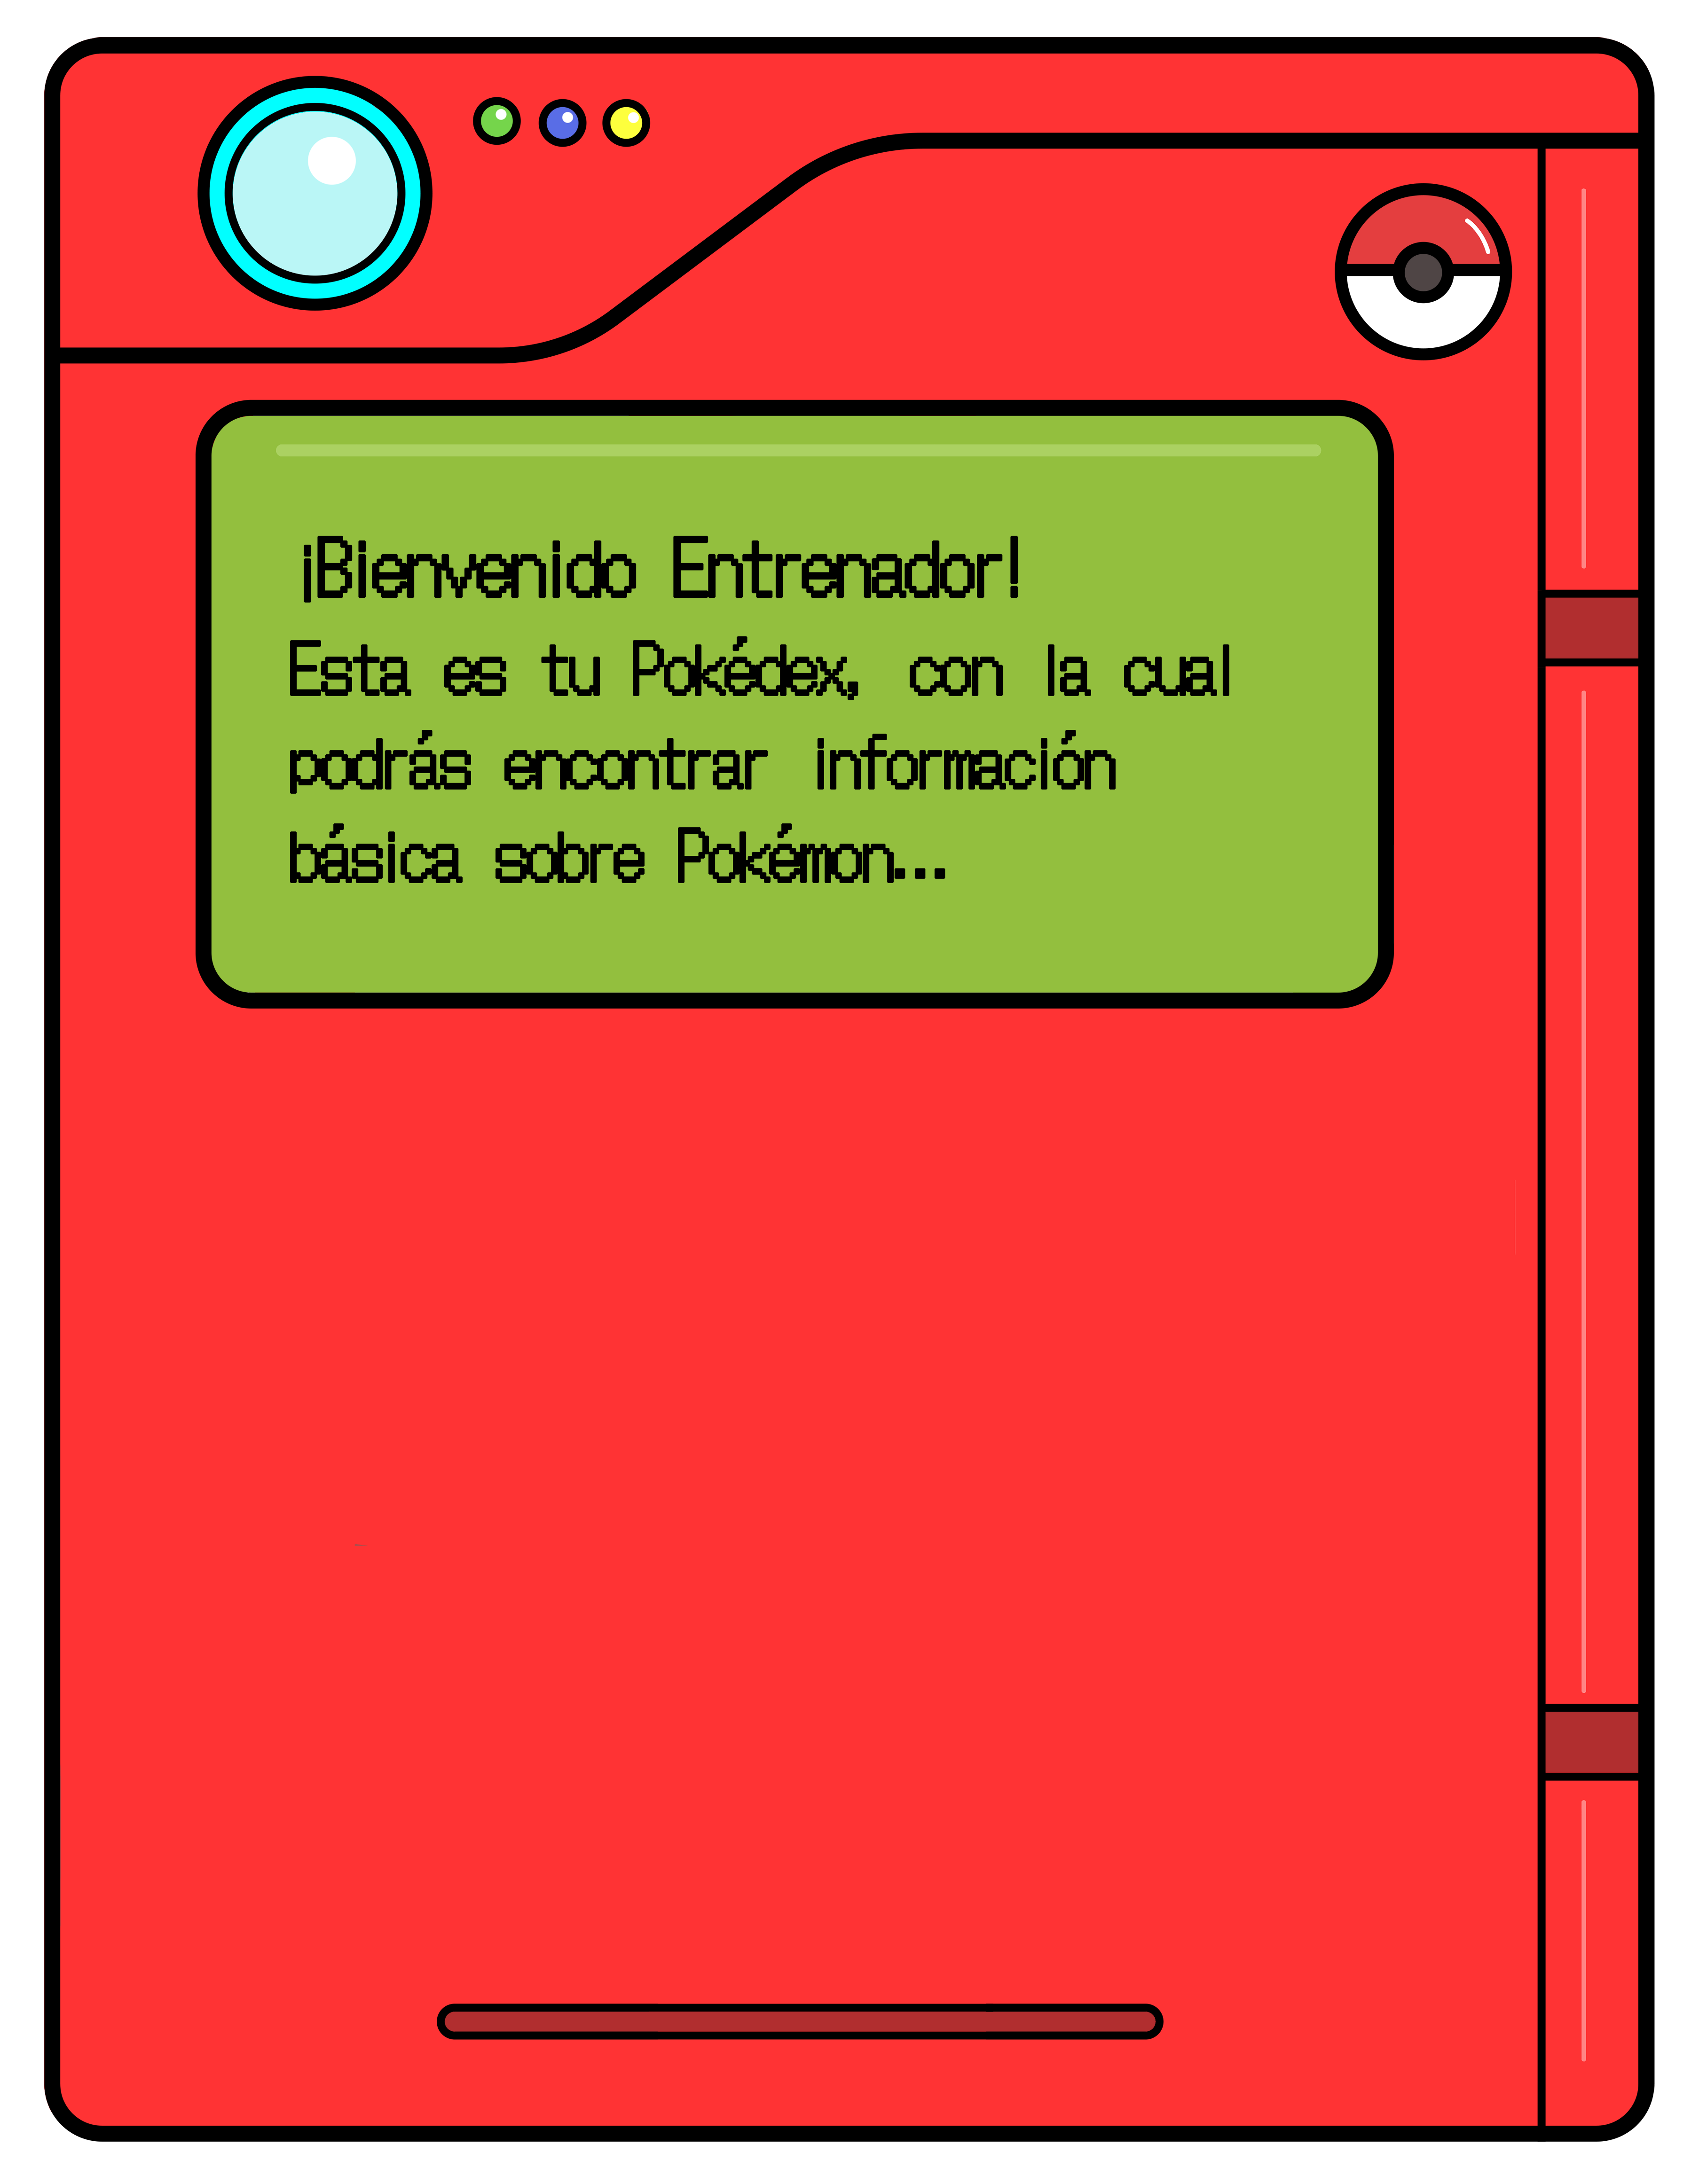 ¡Bienvenido Entrenador!
Esta es tu Pokédex, con la cual
podrás encontrar información
básica sobre Pokémon...